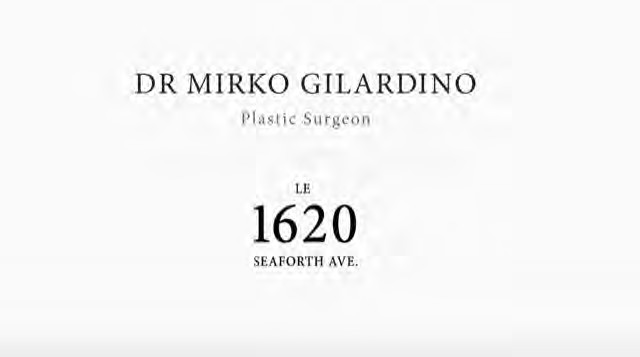 DR MIRKO GILARDINO
Plastic Surgeon
LE
1620
SEAFORTH AVE.